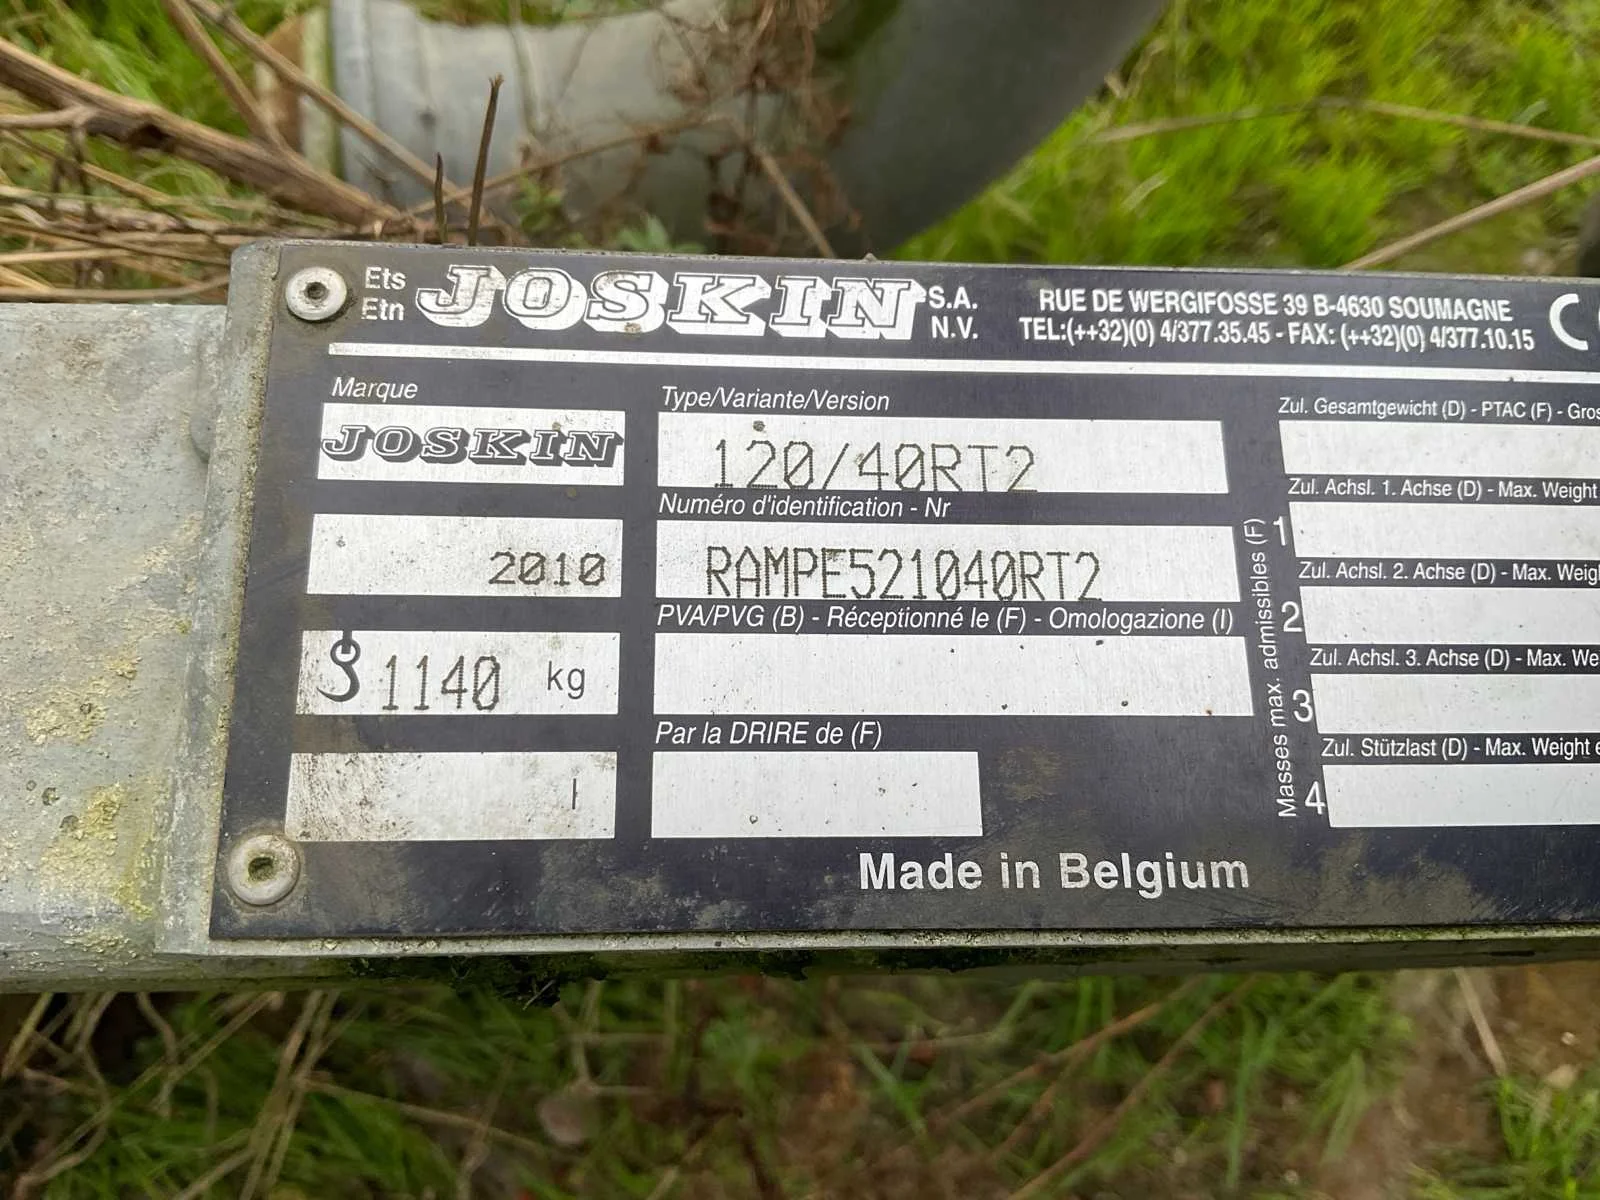 Ets
Etn
JOSKIN S.A.
N.V.
RUE DE WERGIFOSSE 39 B-4630 SOUMAGNE
TEL:(++32)(0) 4/377.35.45 - FAX: (++32)(0) 4/377.10.15
Marque
JOSKIN
2010
1140 kg
l
Type/Variante/Version
120/40RT2
Numéro d'identification - Nr
RAMPE521040RT2
PVA/PVG (B) - Réceptionné le (F) - Omologazione (I)
Par la DRIRE de (F)
Made in Belgium
Masses max. admissibles (F)
Zul. Gesamtgewicht (D) - PTAC (F) -
Zul. Achsl. 1. Achse (D) - Max. Weight
1
Zul. Achsl. 2. Achse (D) - Max.
2
Zul. Achsl. 3. Achse (D) - Max.
3
Zul. Stützlast (D) - Max. Weight
4